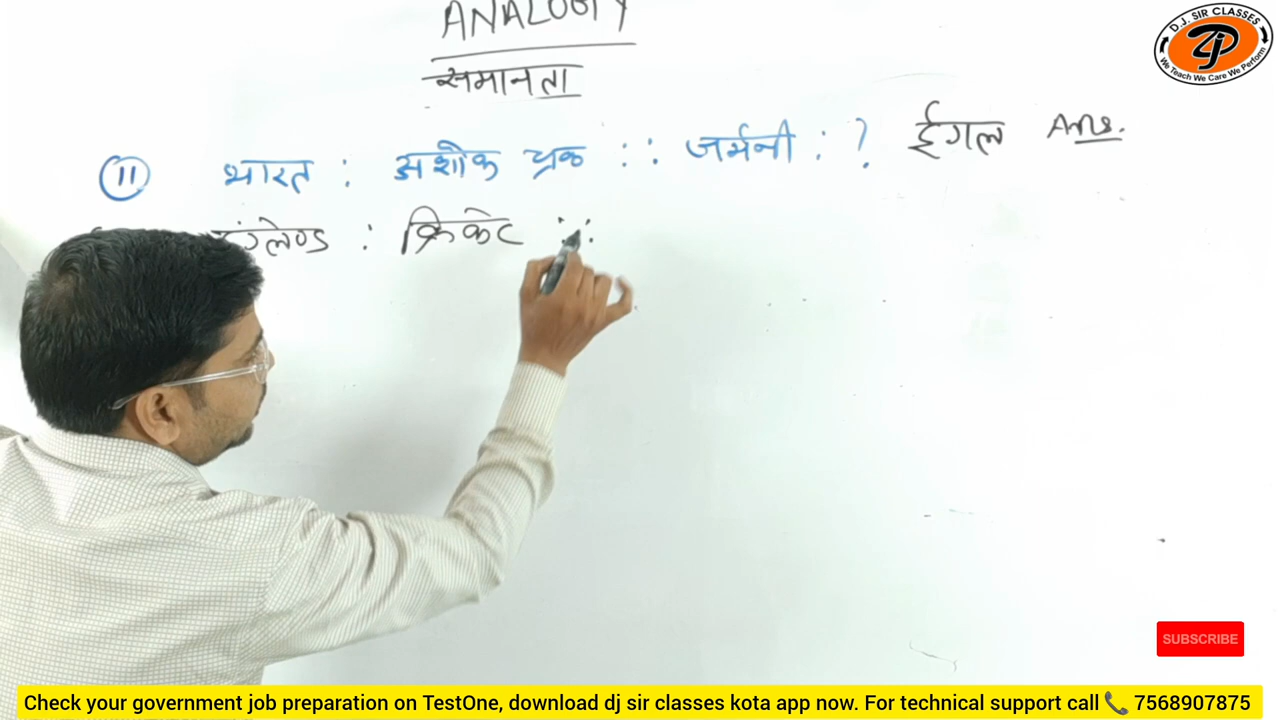 ANALOGY
समानता
11 भारत : अशोक चक्र :: जर्मनी : ? ईगल Ans.
इंग्लैण्ड : क्रिकेट ::
D.J. SIR CLASSES
We Teach We Care We Perform
SUBSCRIBE
Check your government job preparation on TestOne, download dj sir classes kota app now. For technical support call 7568907875